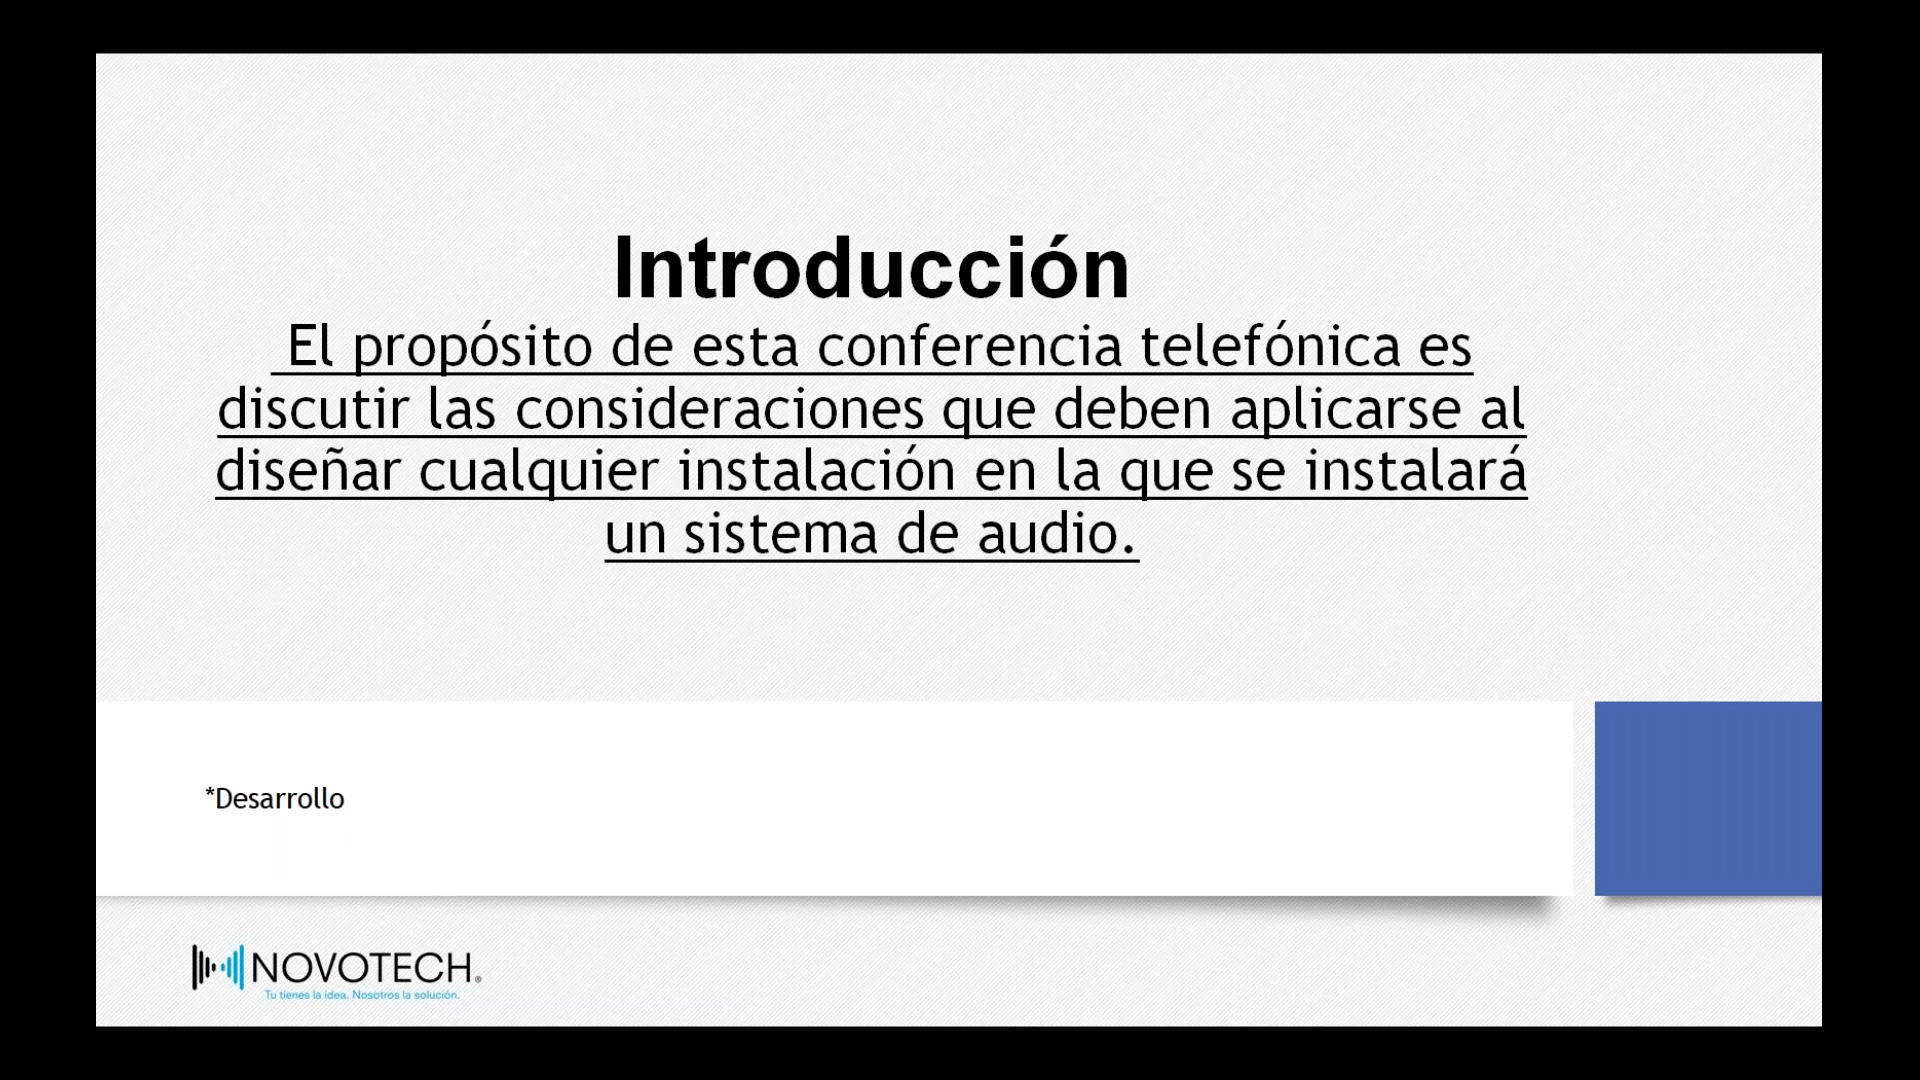 Introducción
El propósito de esta conferencia telefónica es
discutir las consideraciones que deben aplicarse al
diseñar cualquier instalación en la que se instalará
un sistema de audio.
*Desarrollo
NOVOTECH®
Tu tienes la idea. Nosotros la solución.